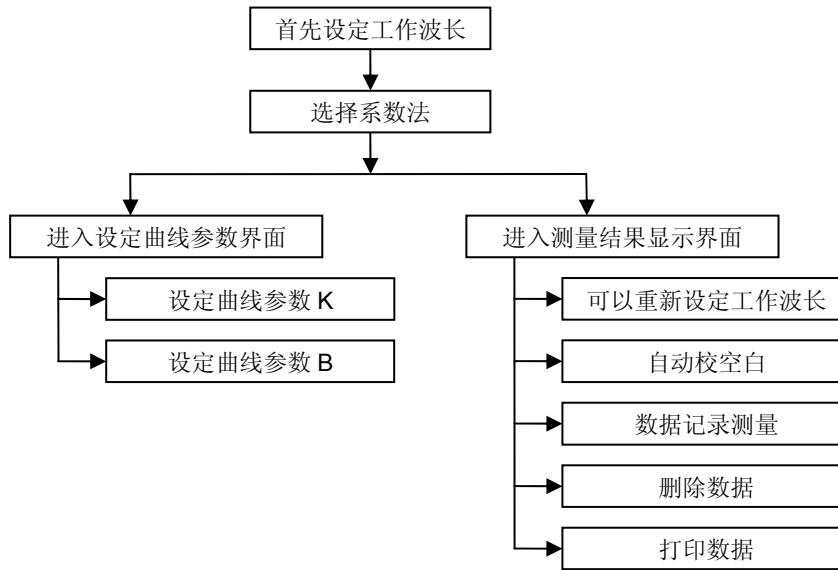 首先设定工作波长
选择系数法
进入设定曲线参数界面
设定曲线参数 K
设定曲线参数 B
进入测量结果显示界面
可以重新设定工作波长
自动校空白
数据记录测量
删除数据
打印数据